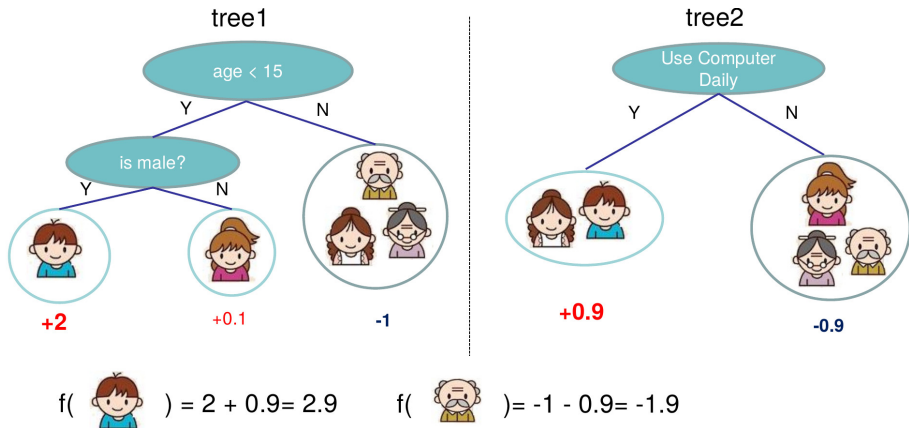 tree1
age < 15
Y
N
is male?
Y
N
+2
+0.1
-1
tree2
Use Computer
Daily
Y
N
+0.9
-0.9
f( ) = 2 + 0.9= 2.9
f( )= -1 - 0.9= -1.9